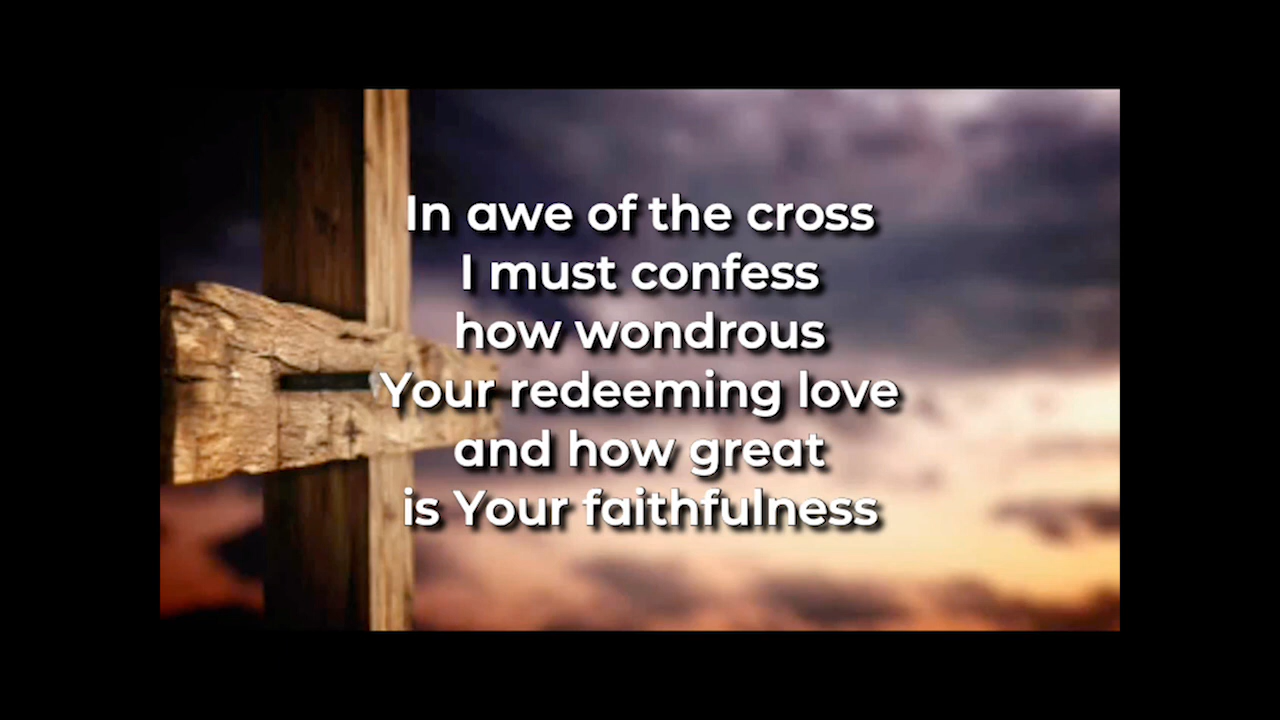 In awe of the cross
I must confess
how wondrous
Your redeeming love
and how great
is Your faithfulness